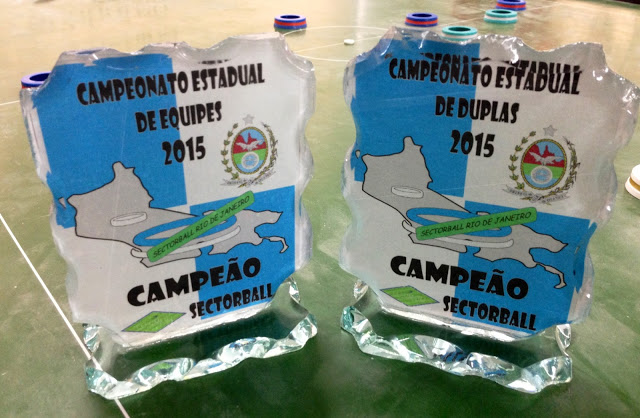 CAMPEONATO ESTADUAL
DE EQUIPES
2015
SECTORBALL RIO DE JANEIRO
CAMPEÃO
SECTORBALL
CAMPEONATO ESTADUAL
DE DUPLAS
2015
SECTORBALL RIO DE JANEIRO
CAMPEÃO
SECTORBALL